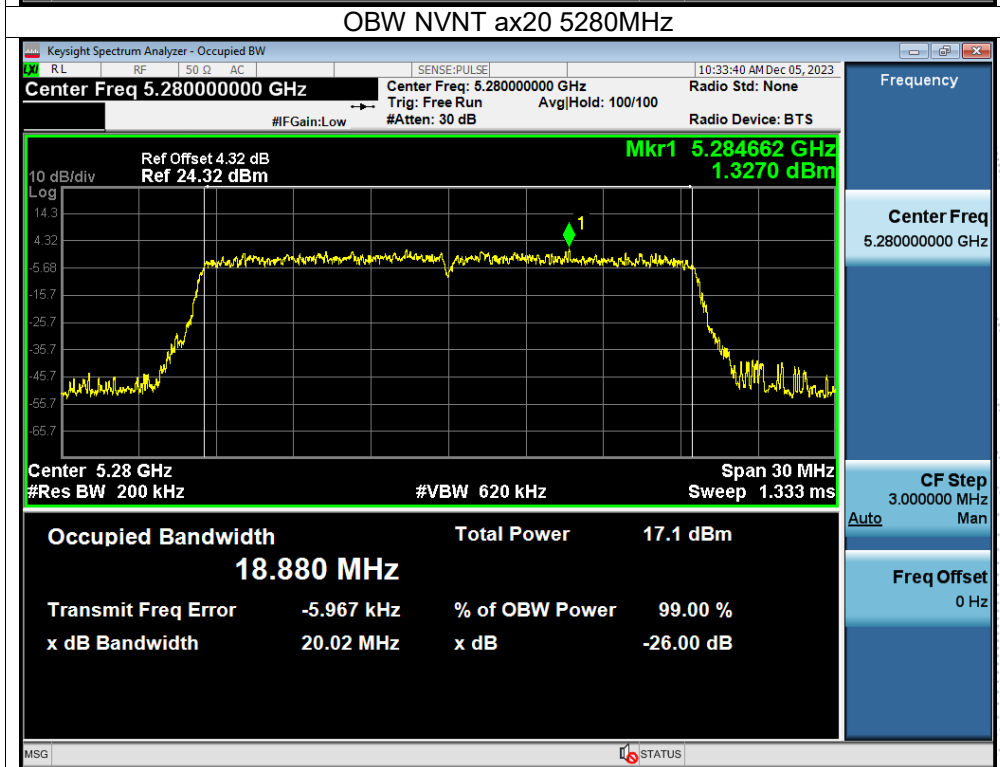 OBW NVNT ax20 5280MHz
Keysight Spectrum Analyzer - Occupied BW
LXI RL RF 50 Ω AC SENSE:PULSE 10:33:40 AM Dec 05, 2023
Center Freq 5.280000000 GHz Center Freq: 5.280000000 GHz Radio Std: None Frequency
Trig: Free Run Avg|Hold: 100/100
#IFGain:Low #Atten: 30 dB Radio Device: BTS
Mkr1 5.284662 GHz
Ref Offset 4.32 dB
10 dB/div Ref 24.32 dBm 1.3270 dBm
Log
14.3
1
4.32
-5.68
-15.7
-25.7
-35.7
-45.7
-55.7
-65.7
Center Freq
5.280000000 GHz
Center 5.28 GHz Span 30 MHz
#Res BW 200 kHz #VBW 620 kHz Sweep 1.333 ms
CF Step
3.000000 MHz
Auto Man
Occupied Bandwidth Total Power 17.1 dBm
18.880 MHz
Freq Offset
0 Hz
Transmit Freq Error -5.967 kHz % of OBW Power 99.00 %
x dB Bandwidth 20.02 MHz x dB -26.00 dB
MSG STATUS